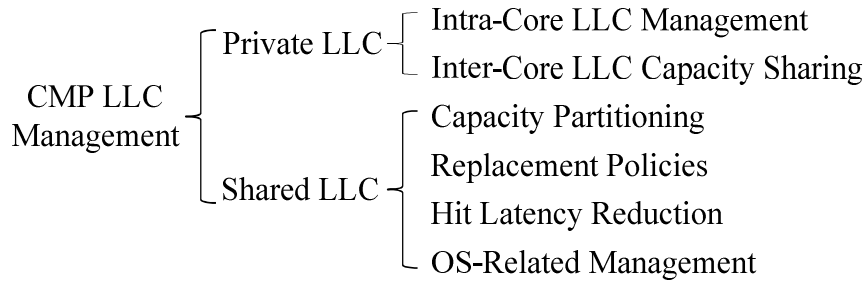 CMP LLC
Management
Private LLC
Intra-Core LLC Management
Inter-Core LLC Capacity Sharing
Shared LLC
Capacity Partitioning
Replacement Policies
Hit Latency Reduction
OS-Related Management